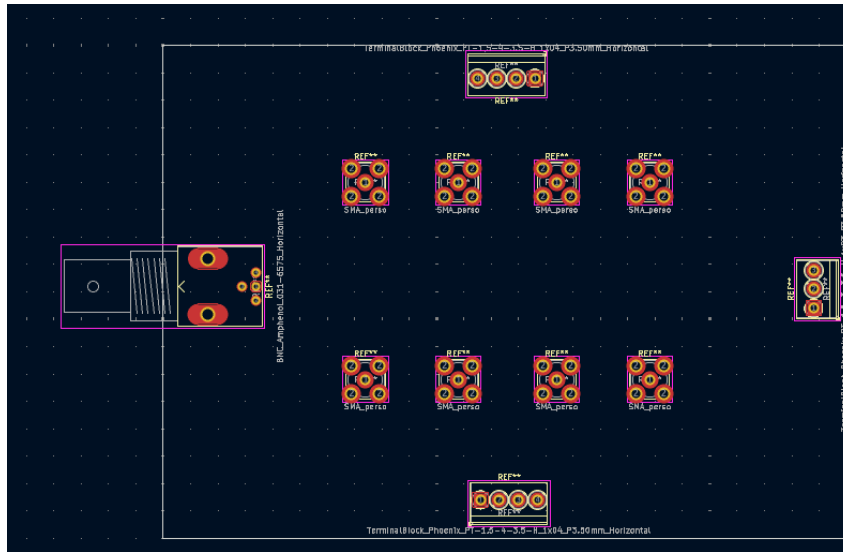 TerminalBlock_Phoenix_PT-1,5-4-3.5-H_1x04_P3.50mm_Horizontal
REF**
REF**
REF** REF** REF** REF**
SMA_perso SMA_perso SMA_perso SMA_perso
BNC_Amphenol_031-6575_Horizontal
REF**
REF**
REF**
REF** REF** REF** REF**
SMA_perso SMA_perso SMA_perso SMA_perso
REF**
REF**
TerminalBlock_Phoenix_PT-1,5-4-3.5-H_1x04_P3.50mm_Horizontal